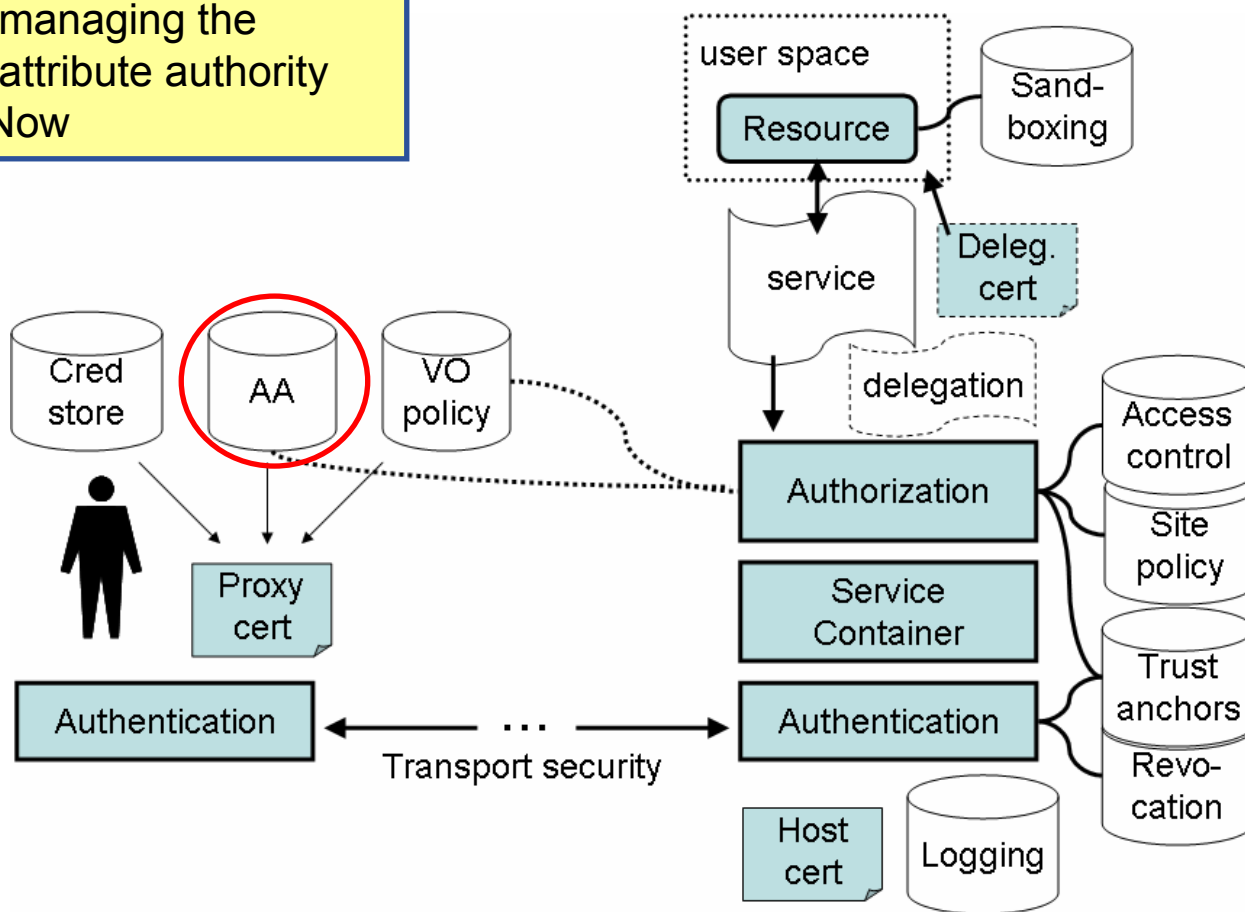 managing the
attribute authority
Now
user space
Resource
Sand-
boxing
service
Deleg.
cert
delegation
Cred
store
AA
VO
policy
Access
control
Authorization
Site
policy
Proxy
cert
Service
Container
Trust
anchors
Authentication
...
Authentication
Transport security
Revo-
cation
Host
cert
Logging